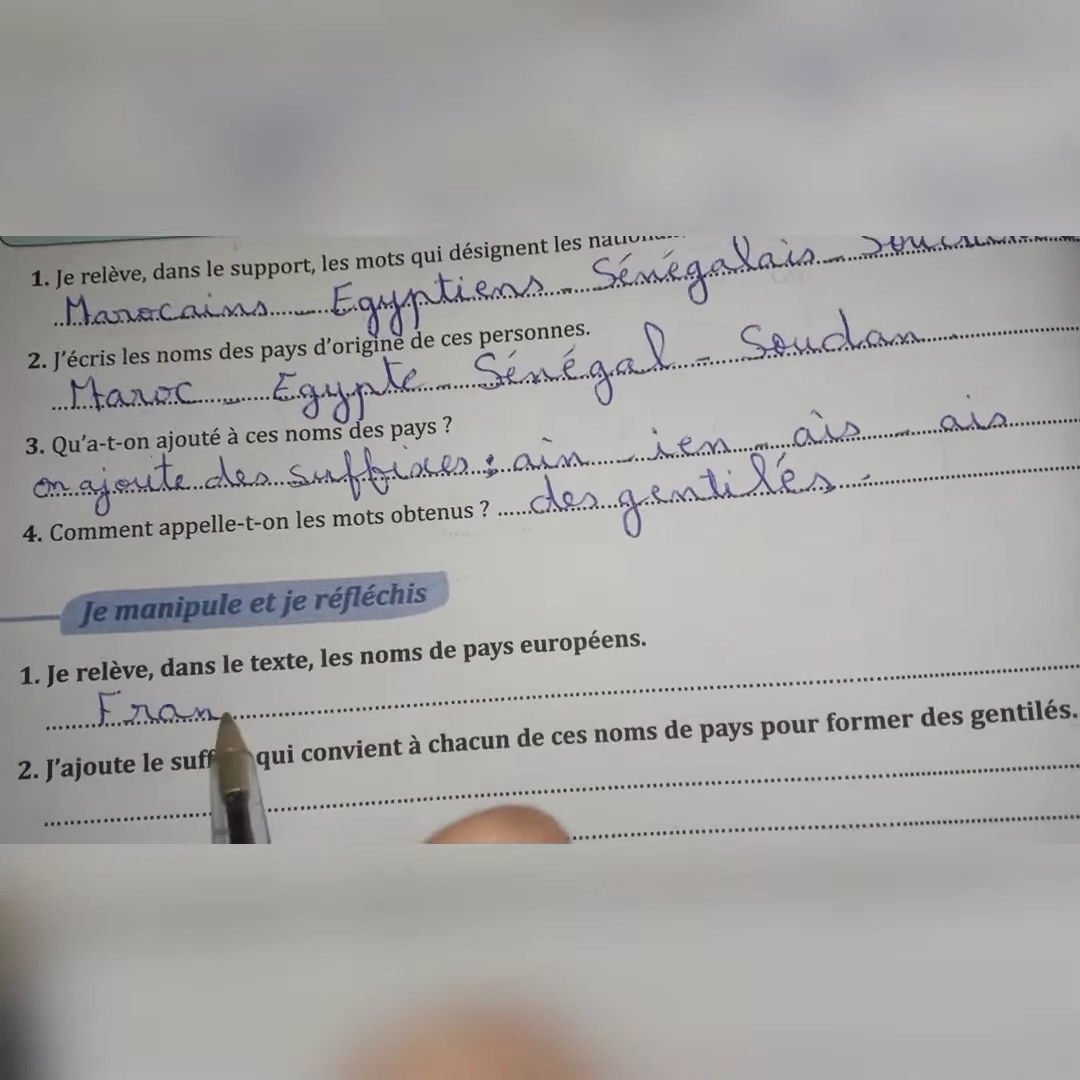 1. Je relève, dans le support, les mots qui désignent les
Marocains - Egyptiens - Sénégalais -
2. J'écris les noms des pays d'origine de ces personnes.
Maroc - Egypte - Sénégal - Soudan
3. Qu'a-t-on ajouté à ces noms des pays ?
on ajoute des suffixes : ain - ien - ais - ais
4. Comment appelle-t-on les mots obtenus ? des gentilés -
Je manipule et je réfléchis
1. Je relève, dans le texte, les noms de pays européens.
Fran
2. J'ajoute le suff qui convient à chacun de ces noms de pays pour former des gentilés.